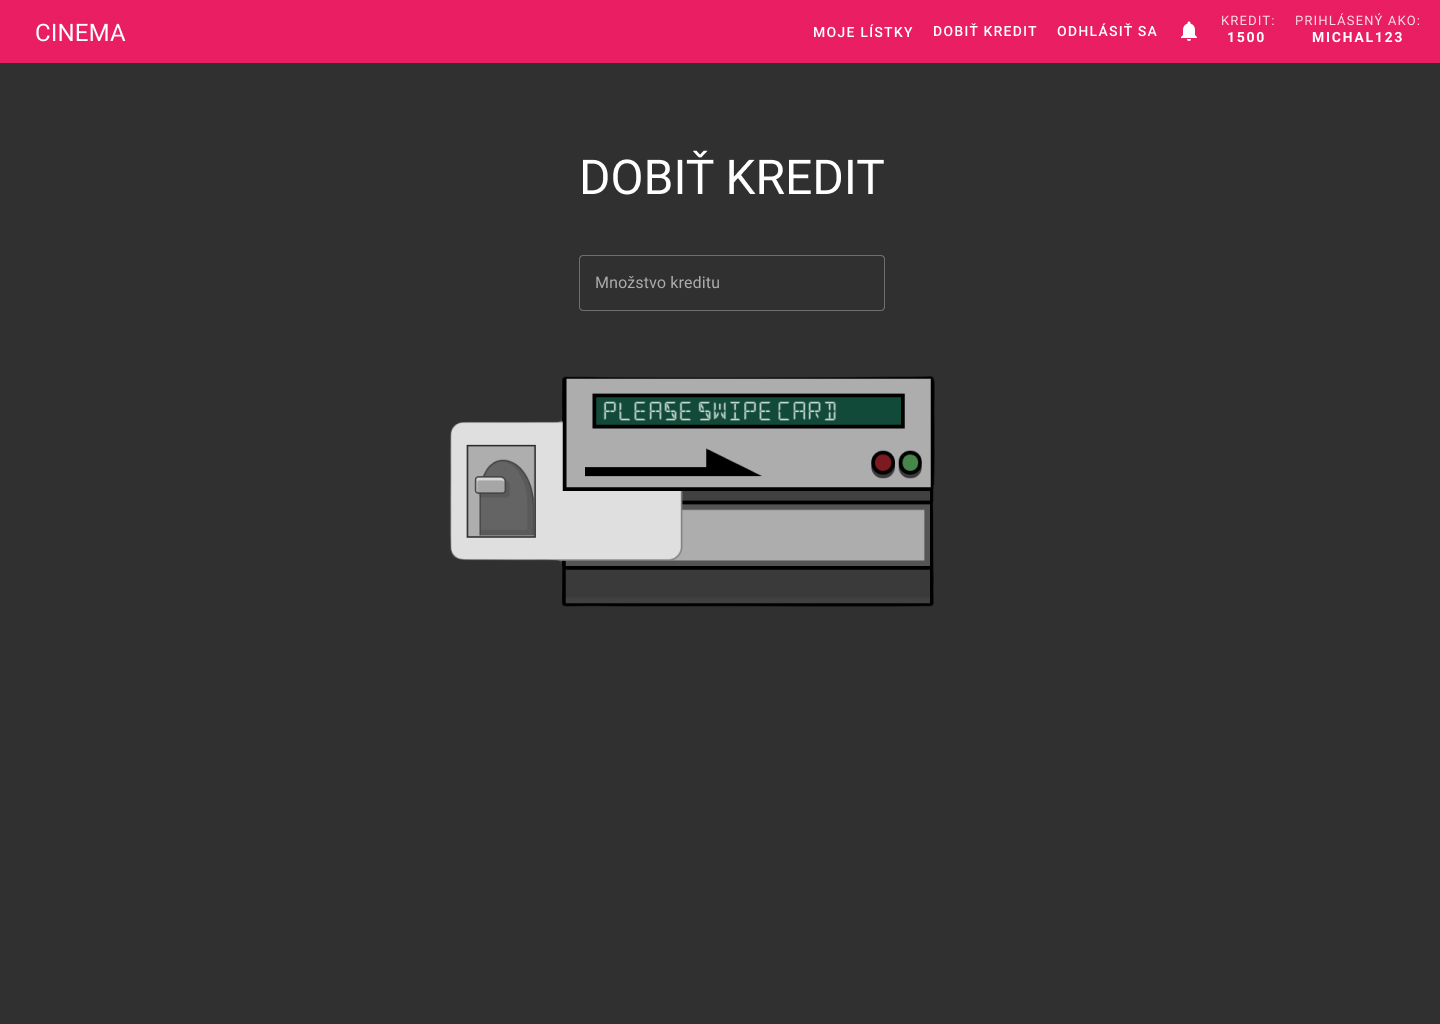 CINEMA
MOJE LÍSTKY
DOBIŤ KREDIT
ODHLÁSIŤ SA
KREDIT:
1500
PRIHLÁSENÝ AKO:
MICHAL123
DOBIŤ KREDIT
Množstvo kreditu
PLEASE SWIPE CARD